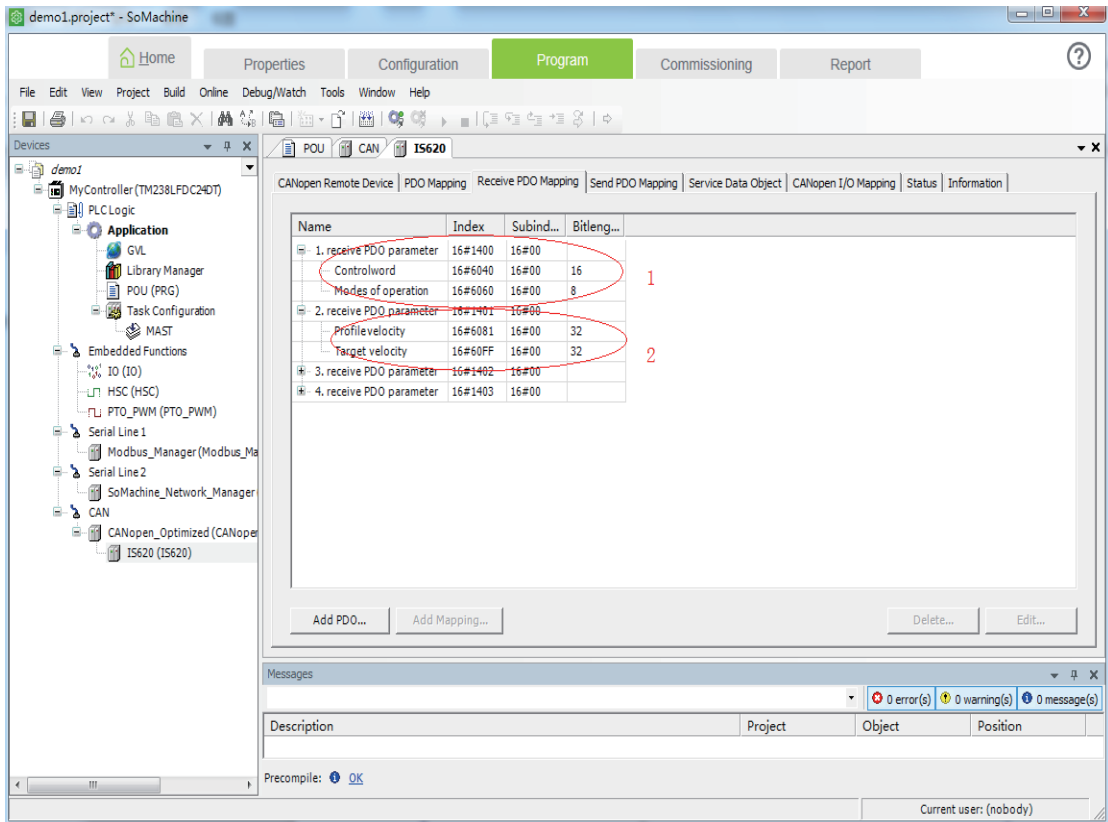 demo1.project* - SoMachine
Home
Properties
Configuration
Program
Commissioning
Report
File Edit View Project Build Online Debug/Watch Tools Window Help
Devices
POU CAN IS620
demo1
MyController (TM238LFDC24DT)
PLC Logic
Application
GVL
Library Manager
POU (PRG)
Task Configuration
MAST
Embedded Functions
IO (IO)
HSC (HSC)
PTO_PWM (PTO_PWM)
Serial Line 1
Modbus_Manager (Modbus_Ma
Serial Line 2
SoMachine_Network_Manager
CAN
CANopen_Optimized (CANoper
IS620 (IS620)
CANopen Remote Device PDO Mapping Receive PDO Mapping Send PDO Mapping Service Data Object CANopen I/O Mapping Status Information
Name Index Subind... Bitleng...
1. receive PDO parameter 16#1400 16#00
Controlword 16#6040 16#00 16
Modes of operation 16#6060 16#00 8
1
2. receive PDO parameter 16#1401 16#00
Profile velocity 16#6081 16#00 32
Target velocity 16#60FF 16#00 32
2
3. receive PDO parameter 16#1402 16#00
4. receive PDO parameter 16#1403 16#00
Add PDO... Add Mapping... Delete... Edit...
Messages
0 error(s) 0 warning(s) 0 message(s)
Description Project Object Position
Precompile: OK
Current user: (nobody)